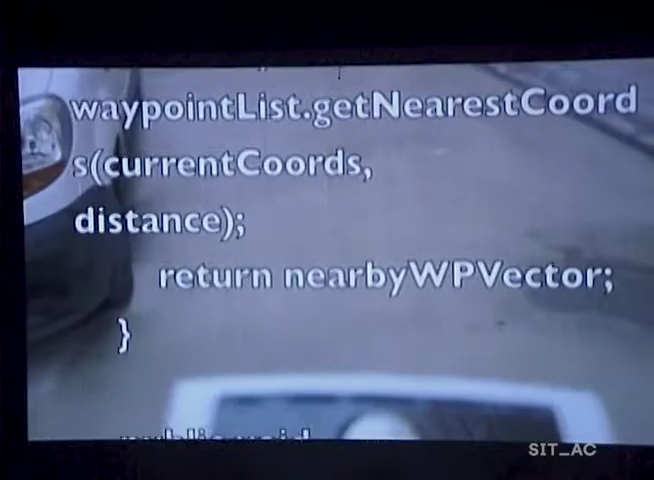 waypointList.getNearestCoord
s(currentCoords,
distance);
return nearbyWPVector;
}
SIT_AC